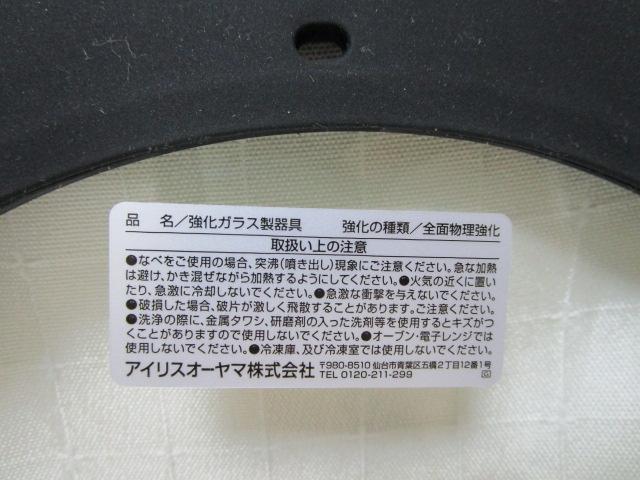 品　名／強化ガラス製器具　強化の種類／全面物理強化
取扱い上の注意
●なべをご使用の場合、突沸(噴き出し)現象にご注意ください。急な加熱
は避け、かき混ぜながら加熱するようにしてください。●火気の近くに置い
たり、急激に冷却しないでください。●急激な衝撃を与えないでください。
●破損した場合、破片が激しく飛散することがあります。ご注意ください。
●洗浄の際に、金属タワシ、研磨剤の入った洗剤等を使用するとキズがつ
くことがありますので使用しないでください。●オーブン・電子レンジでは
使用しないでください。●冷凍庫、及び冷凍室では使用しないでください。
アイリスオーヤマ株式会社　〒980-8510 仙台市青葉区五橋2丁目12番1号
TEL 0120-211-299　G